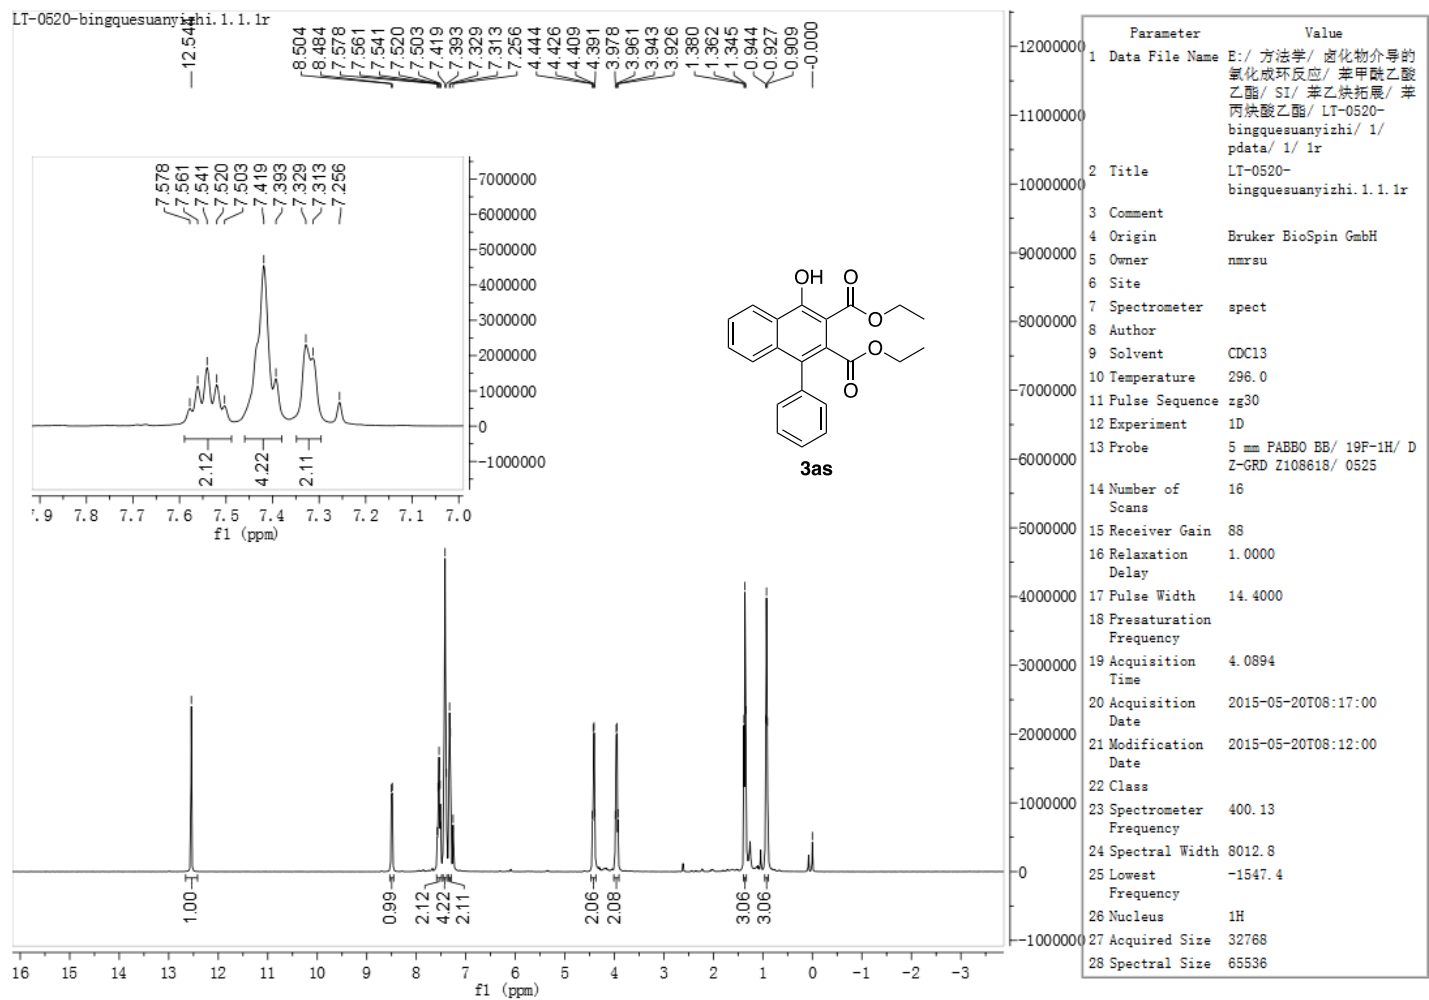 LT-0520-bingquesuanyizhi.1.1.1r
12.544
8.504
8.484
7.578
7.561
7.541
7.520
7.503
7.419
7.393
7.329
7.313
7.256
4.444
4.426
4.409
4.391
3.978
3.961
3.943
3.926
1.380
1.362
1.345
0.944
0.927
0.909
-0.000
7.578
7.561
7.541
7.520
7.503
7.419
7.393
7.329
7.313
7.256
7000000
6000000
5000000
4000000
3000000
2000000
1000000
0
-1000000
2.12
4.22
2.11
7.9 7.8 7.7 7.6 7.5 7.4 7.3 7.2 7.1 7.0
f1 (ppm)
OH
O
O
O
O
3as
12000000
11000000
10000000
9000000
8000000
7000000
6000000
5000000
4000000
3000000
2000000
1000000
0
-1000000
1.00
0.99
2.12
4.22
2.11
2.06
2.08
3.06
3.06
16 15 14 13 12 11 10 9 8 7 6 5 4 3 2 1 0 -1 -2 -3
f1 (ppm)
Parameter Value
1 Data File Name E:/ 方法学/ 卤化物介导的
氧化成环反应/ 苯甲酰乙酸
乙酯/ SI/ 苯乙炔拓展/ 苯
丙炔酸乙酯/ LT-0520-
bingquesuanyizhi/ 1/
pdata/ 1/ 1r
2 Title LT-0520-
bingquesuanyizhi.1.1.1r
3 Comment
4 Origin Bruker BioSpin GmbH
5 Owner nmrsu
6 Site
7 Spectrometer spect
8 Author
9 Solvent CDCl3
10 Temperature 296.0
11 Pulse Sequence zg30
12 Experiment 1D
13 Probe 5 mm PABBO BB/ 19F-1H/ D
Z-GRD Z108618/ 0525
14 Number of 16
Scans
15 Receiver Gain 88
16 Relaxation 1.0000
Delay
17 Pulse Width 14.4000
18 Presaturation
Frequency
19 Acquisition 4.0894
Time
20 Acquisition 2015-05-20T08:17:00
Date
21 Modification 2015-05-20T08:12:00
Date
22 Class
23 Spectrometer 400.13
Frequency
24 Spectral Width 8012.8
25 Lowest -1547.4
Frequency
26 Nucleus 1H
27 Acquired Size 32768
28 Spectral Size 65536